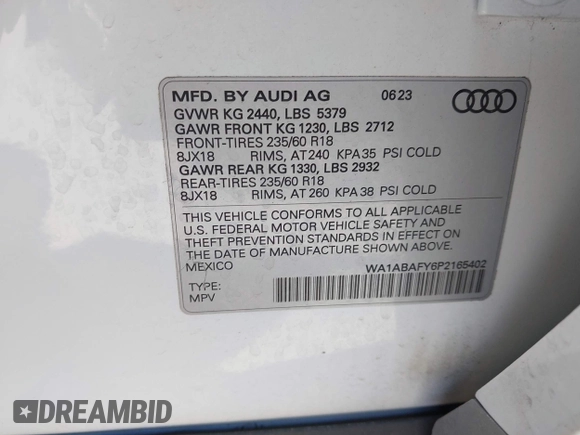 MFD. BY AUDI AG 0623
GVWR KG 2440, LBS 5379
GAWR FRONT KG 1230, LBS 2712
FRONT-TIRES 235/60 R18
8JX18 RIMS, AT 240 KPA 35 PSI COLD
GAWR REAR KG 1330, LBS 2932
REAR-TIRES 235/60 R18
8JX18 RIMS, AT 260 KPA 38 PSI COLD
THIS VEHICLE CONFORMS TO ALL APPLICABLE
U.S. FEDERAL MOTOR VEHICLE SAFETY AND
THEFT PREVENTION STANDARDS IN EFFECT ON
THE DATE OF MANUFACTURE SHOWN ABOVE.
MEXICO
WA1ABAFY6P2165402
TYPE:
MPV
DREAMBID